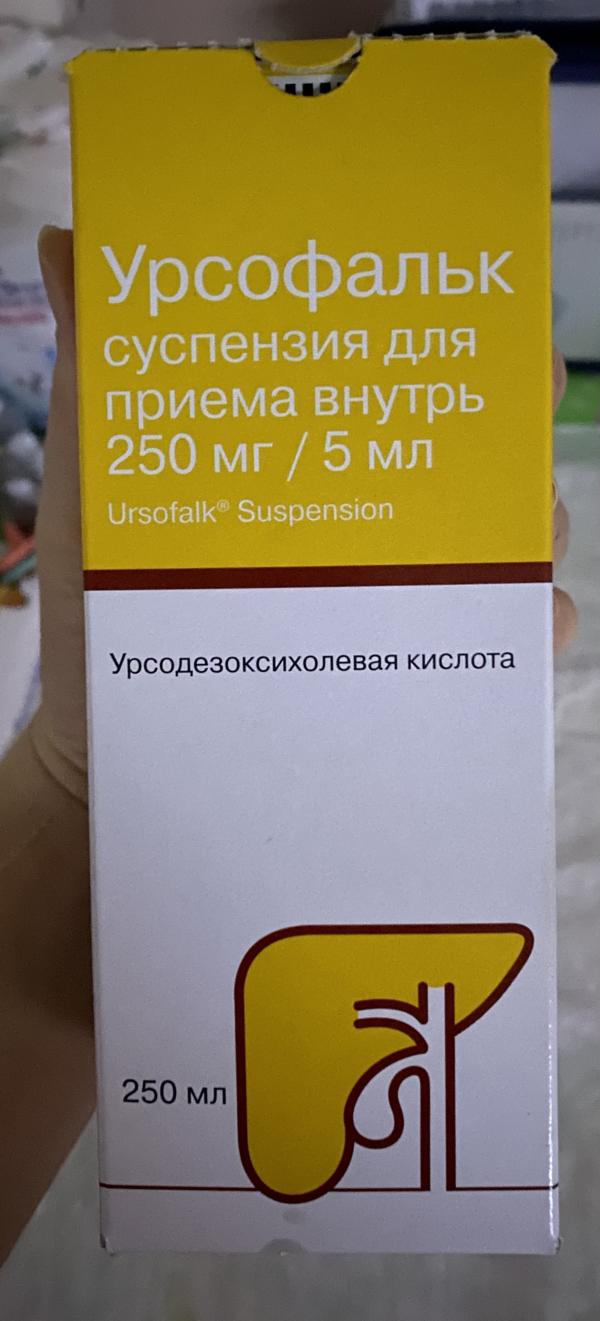 Урсофальк
суспензия для
приема внутрь
250 мг / 5 мл
Ursofalk® Suspension
Урсодезоксихолевая кислота
250 мл